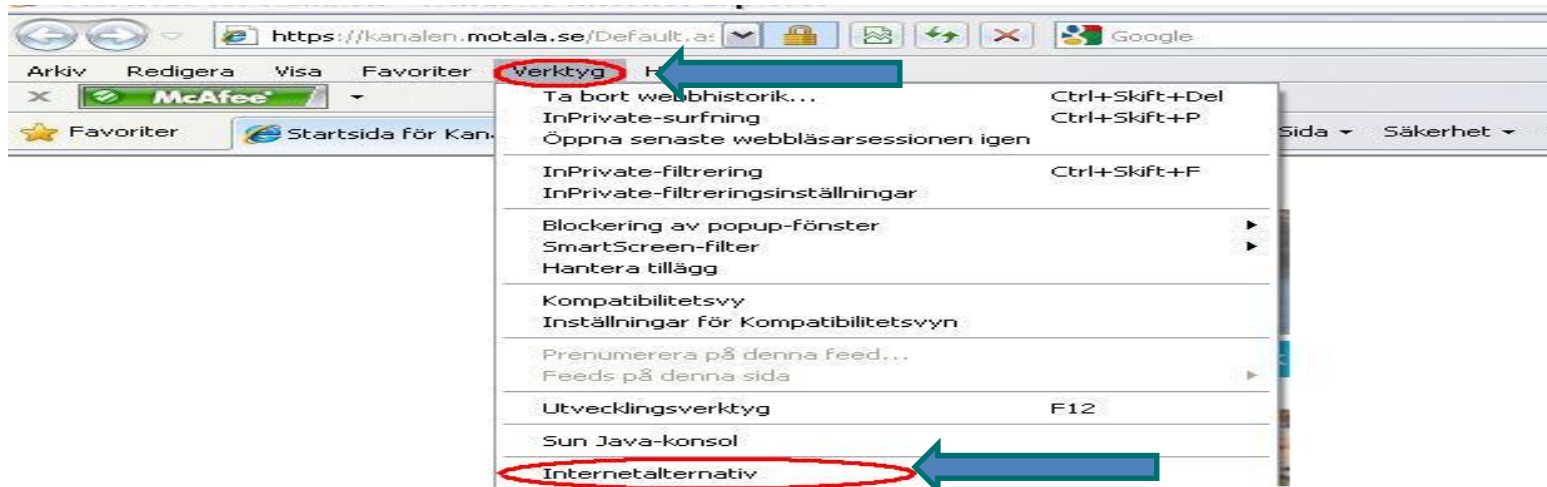 https://kanalen.motala.se/Default.a
Google
Arkiv Redigera Visa Favoriter Verktyg H
McAfee
Favoriter Startsida för Kan
Sida Säkerhet
Ta bort webbhistorik... Ctrl+Skift+Del
InPrivate-surfning Ctrl+Skift+P
Öppna senaste webbläsarsessionen igen
InPrivate-filtrering Ctrl+Skift+F
InPrivate-filtreringsinställningar
Blockering av popup-fönster
SmartScreen-filter
Hantera tillägg
Kompatibilitetsvy
Inställningar för Kompatibilitetsvyn
Prenumerera på denna feed...
Feeds på denna sida
Utvecklingsverktyg F12
Sun Java-konsol
Internetalternativ